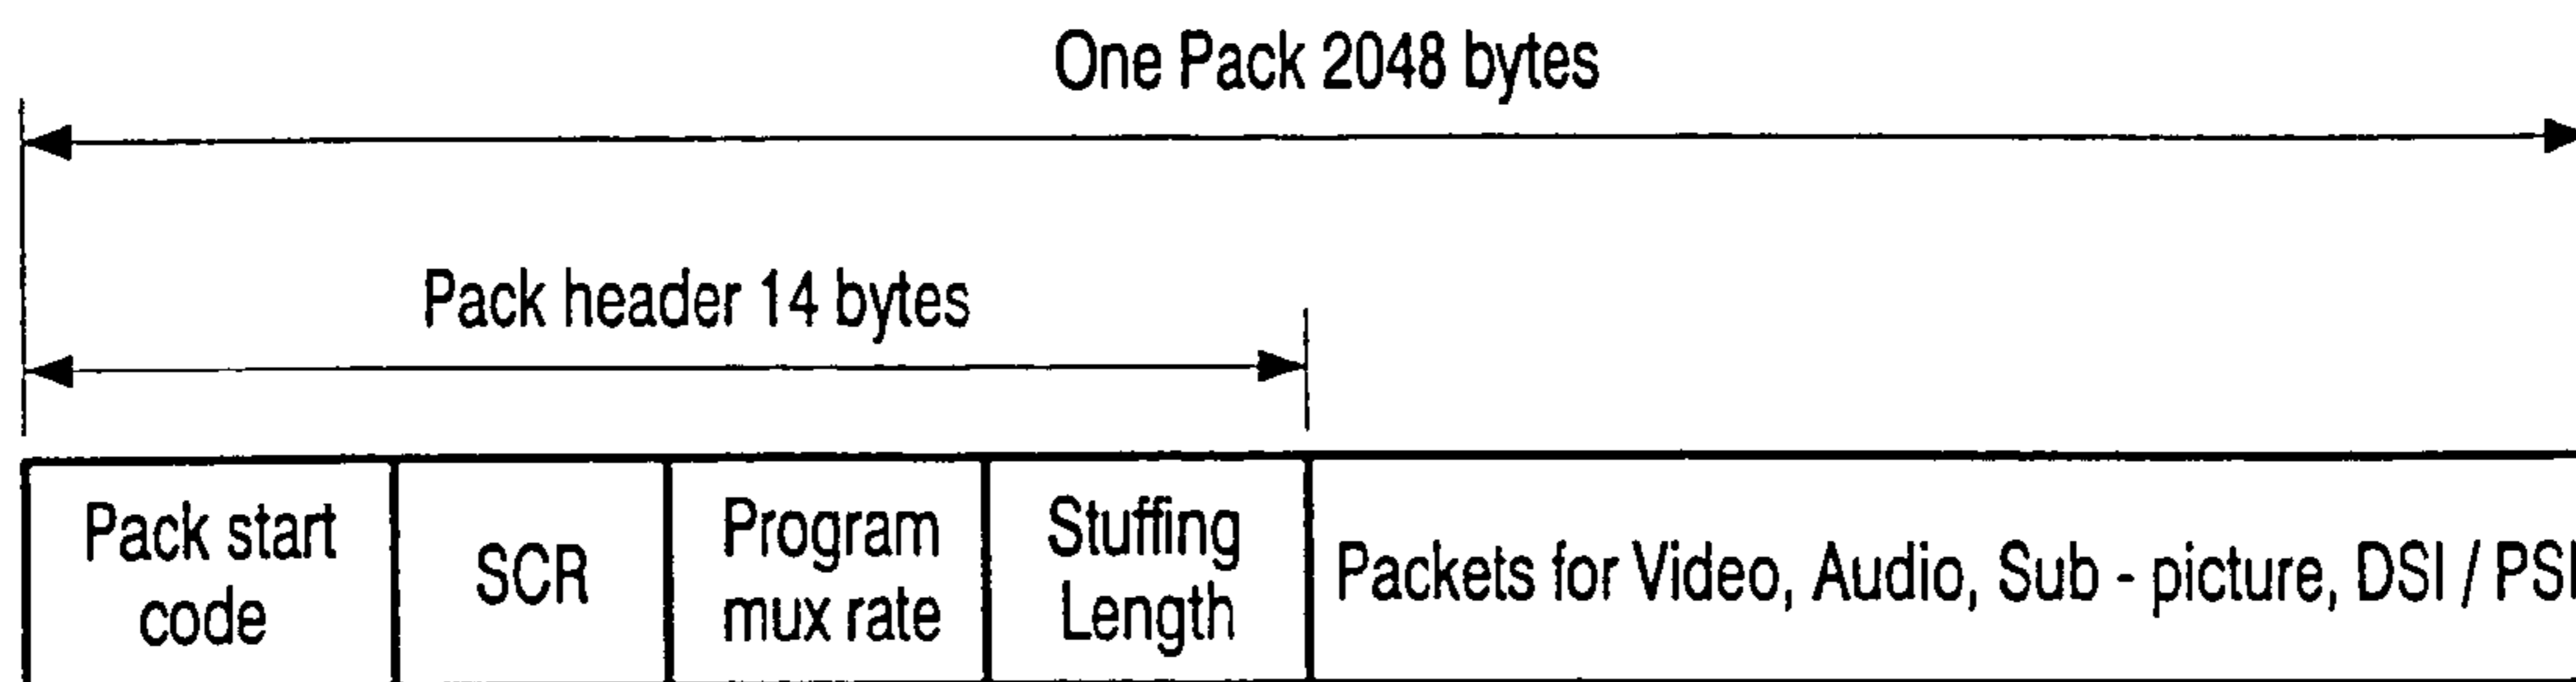 One Pack 2048 bytes
Pack header 14 bytes
Pack start
code
SCR
Program
mux rate
Stuffing
Length
Packets for Video, Audio, Sub - picture, DSI / PSI